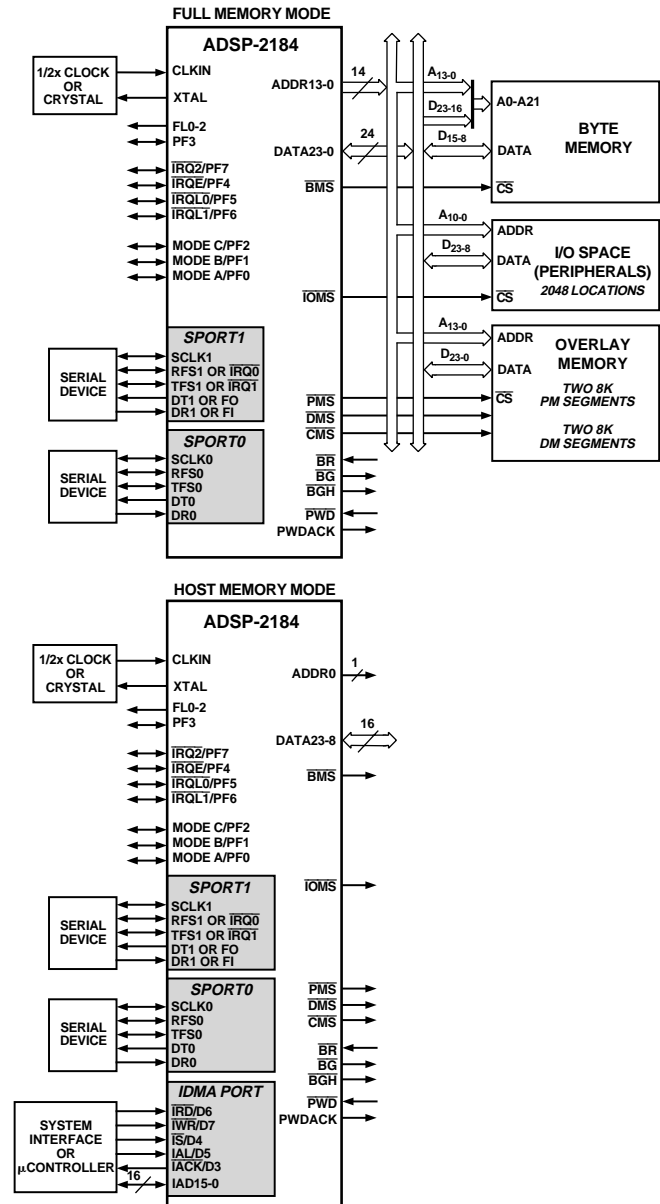 FULL MEMORY MODE
ADSP-2184
1/2x CLOCK
OR
CRYSTAL
CLKIN
XTAL
FL0-2
PF3
IRQ2/PF7
IRQE/PF4
IRQL0/PF5
IRQL1/PF6
MODE C/PF2
MODE B/PF1
MODE A/PF0
SPORT1
SCLK1
RFS1 OR IRQ0
TFS1 OR IRQ1
DT1 OR FO
DR1 OR FI
SERIAL
DEVICE
SPORT0
SCLK0
RFS0
TFS0
DT0
DR0
SERIAL
DEVICE
ADDR13-0
14
DATA23-0
24
BMS
IOMS
PMS
DMS
CMS
BR
BG
BGH
PWD
PWDACK
A13-0
D23-16
D15-8
A0-A21
DATA
CS
BYTE
MEMORY
A10-0
D23-8
ADDR
DATA
CS
I/O SPACE
(PERIPHERALS)
2048 LOCATIONS
A13-0
D23-0
ADDR
DATA
CS
OVERLAY
MEMORY
TWO 8K
PM SEGMENTS
TWO 8K
DM SEGMENTS
HOST MEMORY MODE
ADSP-2184
1/2x CLOCK
OR
CRYSTAL
CLKIN
XTAL
FL0-2
PF3
IRQ2/PF7
IRQE/PF4
IRQL0/PF5
IRQL1/PF6
MODE C/PF2
MODE B/PF1
MODE A/PF0
SPORT1
SCLK1
RFS1 OR IRQ0
TFS1 OR IRQ1
DT1 OR FO
DR1 OR FI
SERIAL
DEVICE
SPORT0
SCLK0
RFS0
TFS0
DT0
DR0
SERIAL
DEVICE
IDMA PORT
IRD/D6
IWR/D7
IS/D4
IAL/D5
IACK/D3
IAD15-0
16
SYSTEM
INTERFACE
OR
µCONTROLLER
ADDR0
1
DATA23-8
16
BMS
IOMS
PMS
DMS
CMS
BR
BG
BGH
PWD
PWDACK